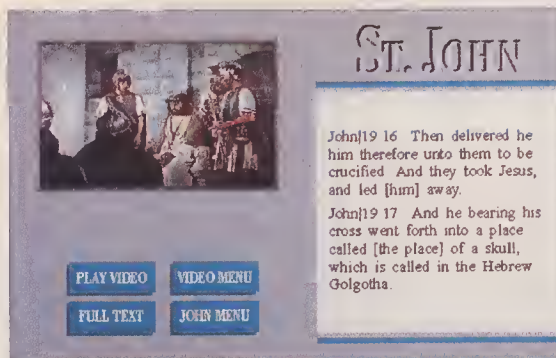 ST. JOHN
John|19 16 Then delivered he
him therefore unto them to be
crucified And they took Jesus,
and led [him] away.
John|19 17 And he bearing his
cross went forth into a place
called [the place] of a skull,
which is called in the Hebrew
Golgotha.
PLAY VIDEO VIDEO MENU
FULL TEXT JOHN MENU